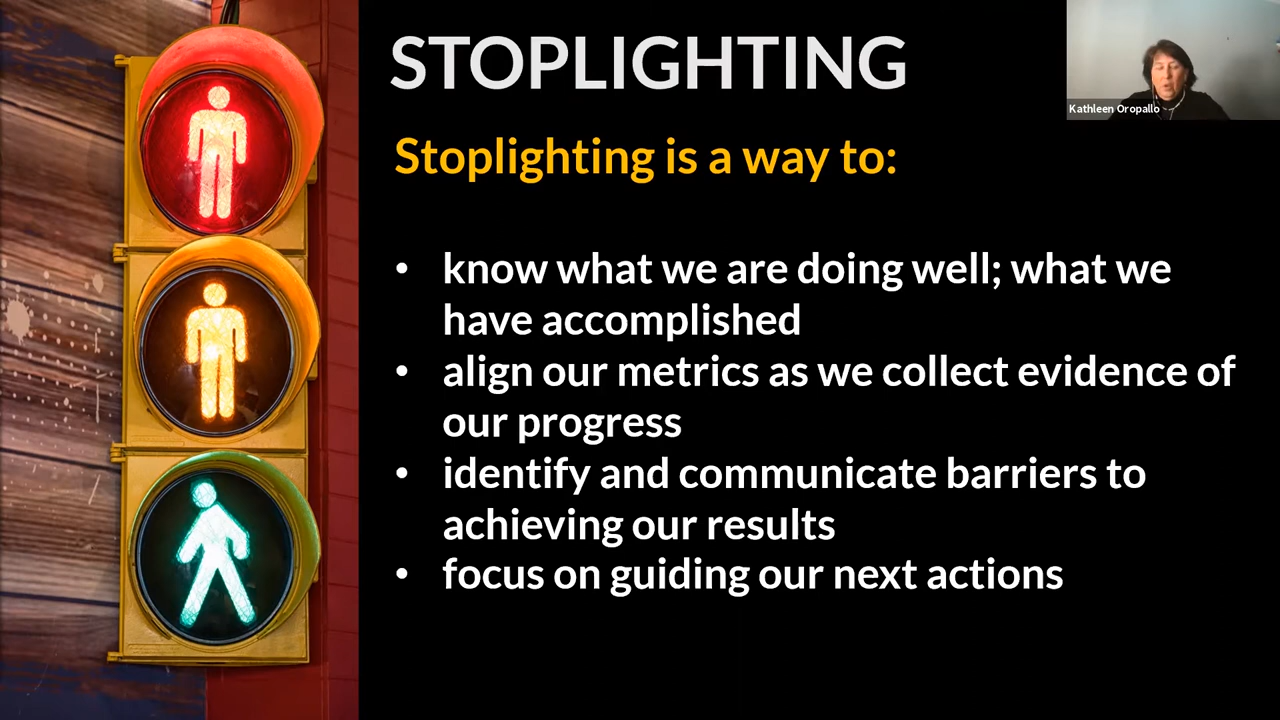 STOPLIGHTING
Kathleen Oropallo
Stoplighting is a way to:
• know what we are doing well; what we
have accomplished
• align our metrics as we collect evidence of
our progress
• identify and communicate barriers to
achieving our results
• focus on guiding our next actions